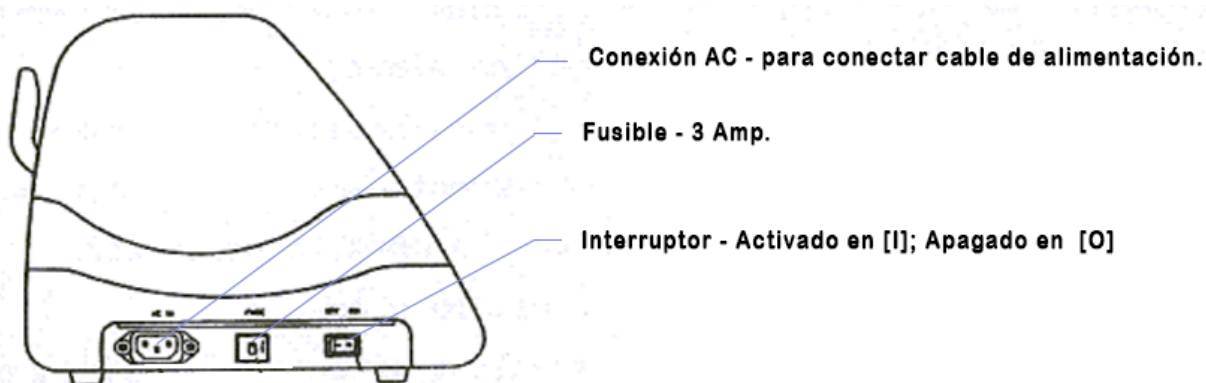 Conexión AC - para conectar cable de alimentación.
Fusible - 3 Amp.
Interruptor - Activado en [I]; Apagado en [O]